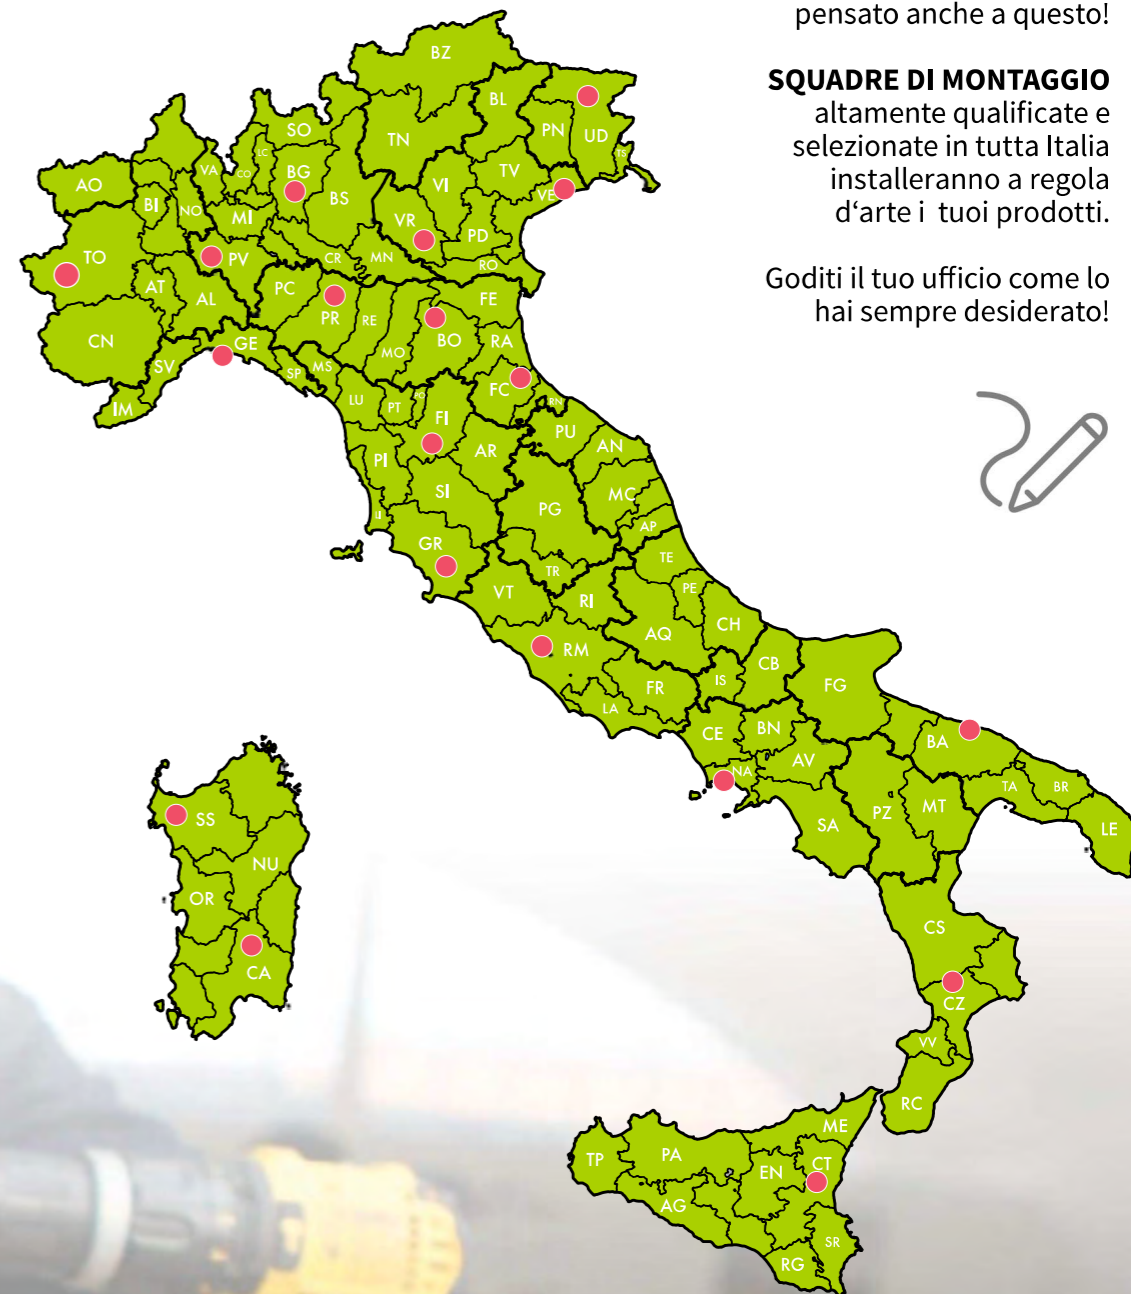 pensato anche a questo!
SQUADRE DI MONTAGGIO
altamente qualificate e
selezionate in tutta Italia
installeranno a regola
d‘arte i tuoi prodotti.
Goditi il tuo ufficio come lo
hai sempre desiderato!
BZ
BL
SO
TN
PN
UD
LC
TS
VA
CO
BG
TV
AO
BS
VI
VE
BI
NO
MI
VR
PD
TO
PV
CR
MN
RO
AT
AL
PC
FE
PR
RE
CN
GE
MO
BO
RA
SV
SP
MS
FC
IM
LU
PT
PO
RN
FI
PU
PI
AR
AN
SI
MC
LI
PG
AP
GR
TR
TE
VT
RI
PE
AQ
CH
RM
CB
FR
IS
FG
LA
CE
BN
BA
NA
AV
TA
BR
SS
SA
PZ
MT
LE
NU
OR
CS
CA
CZ
VV
RC
ME
TP
PA
EN
CT
AG
SR
RG